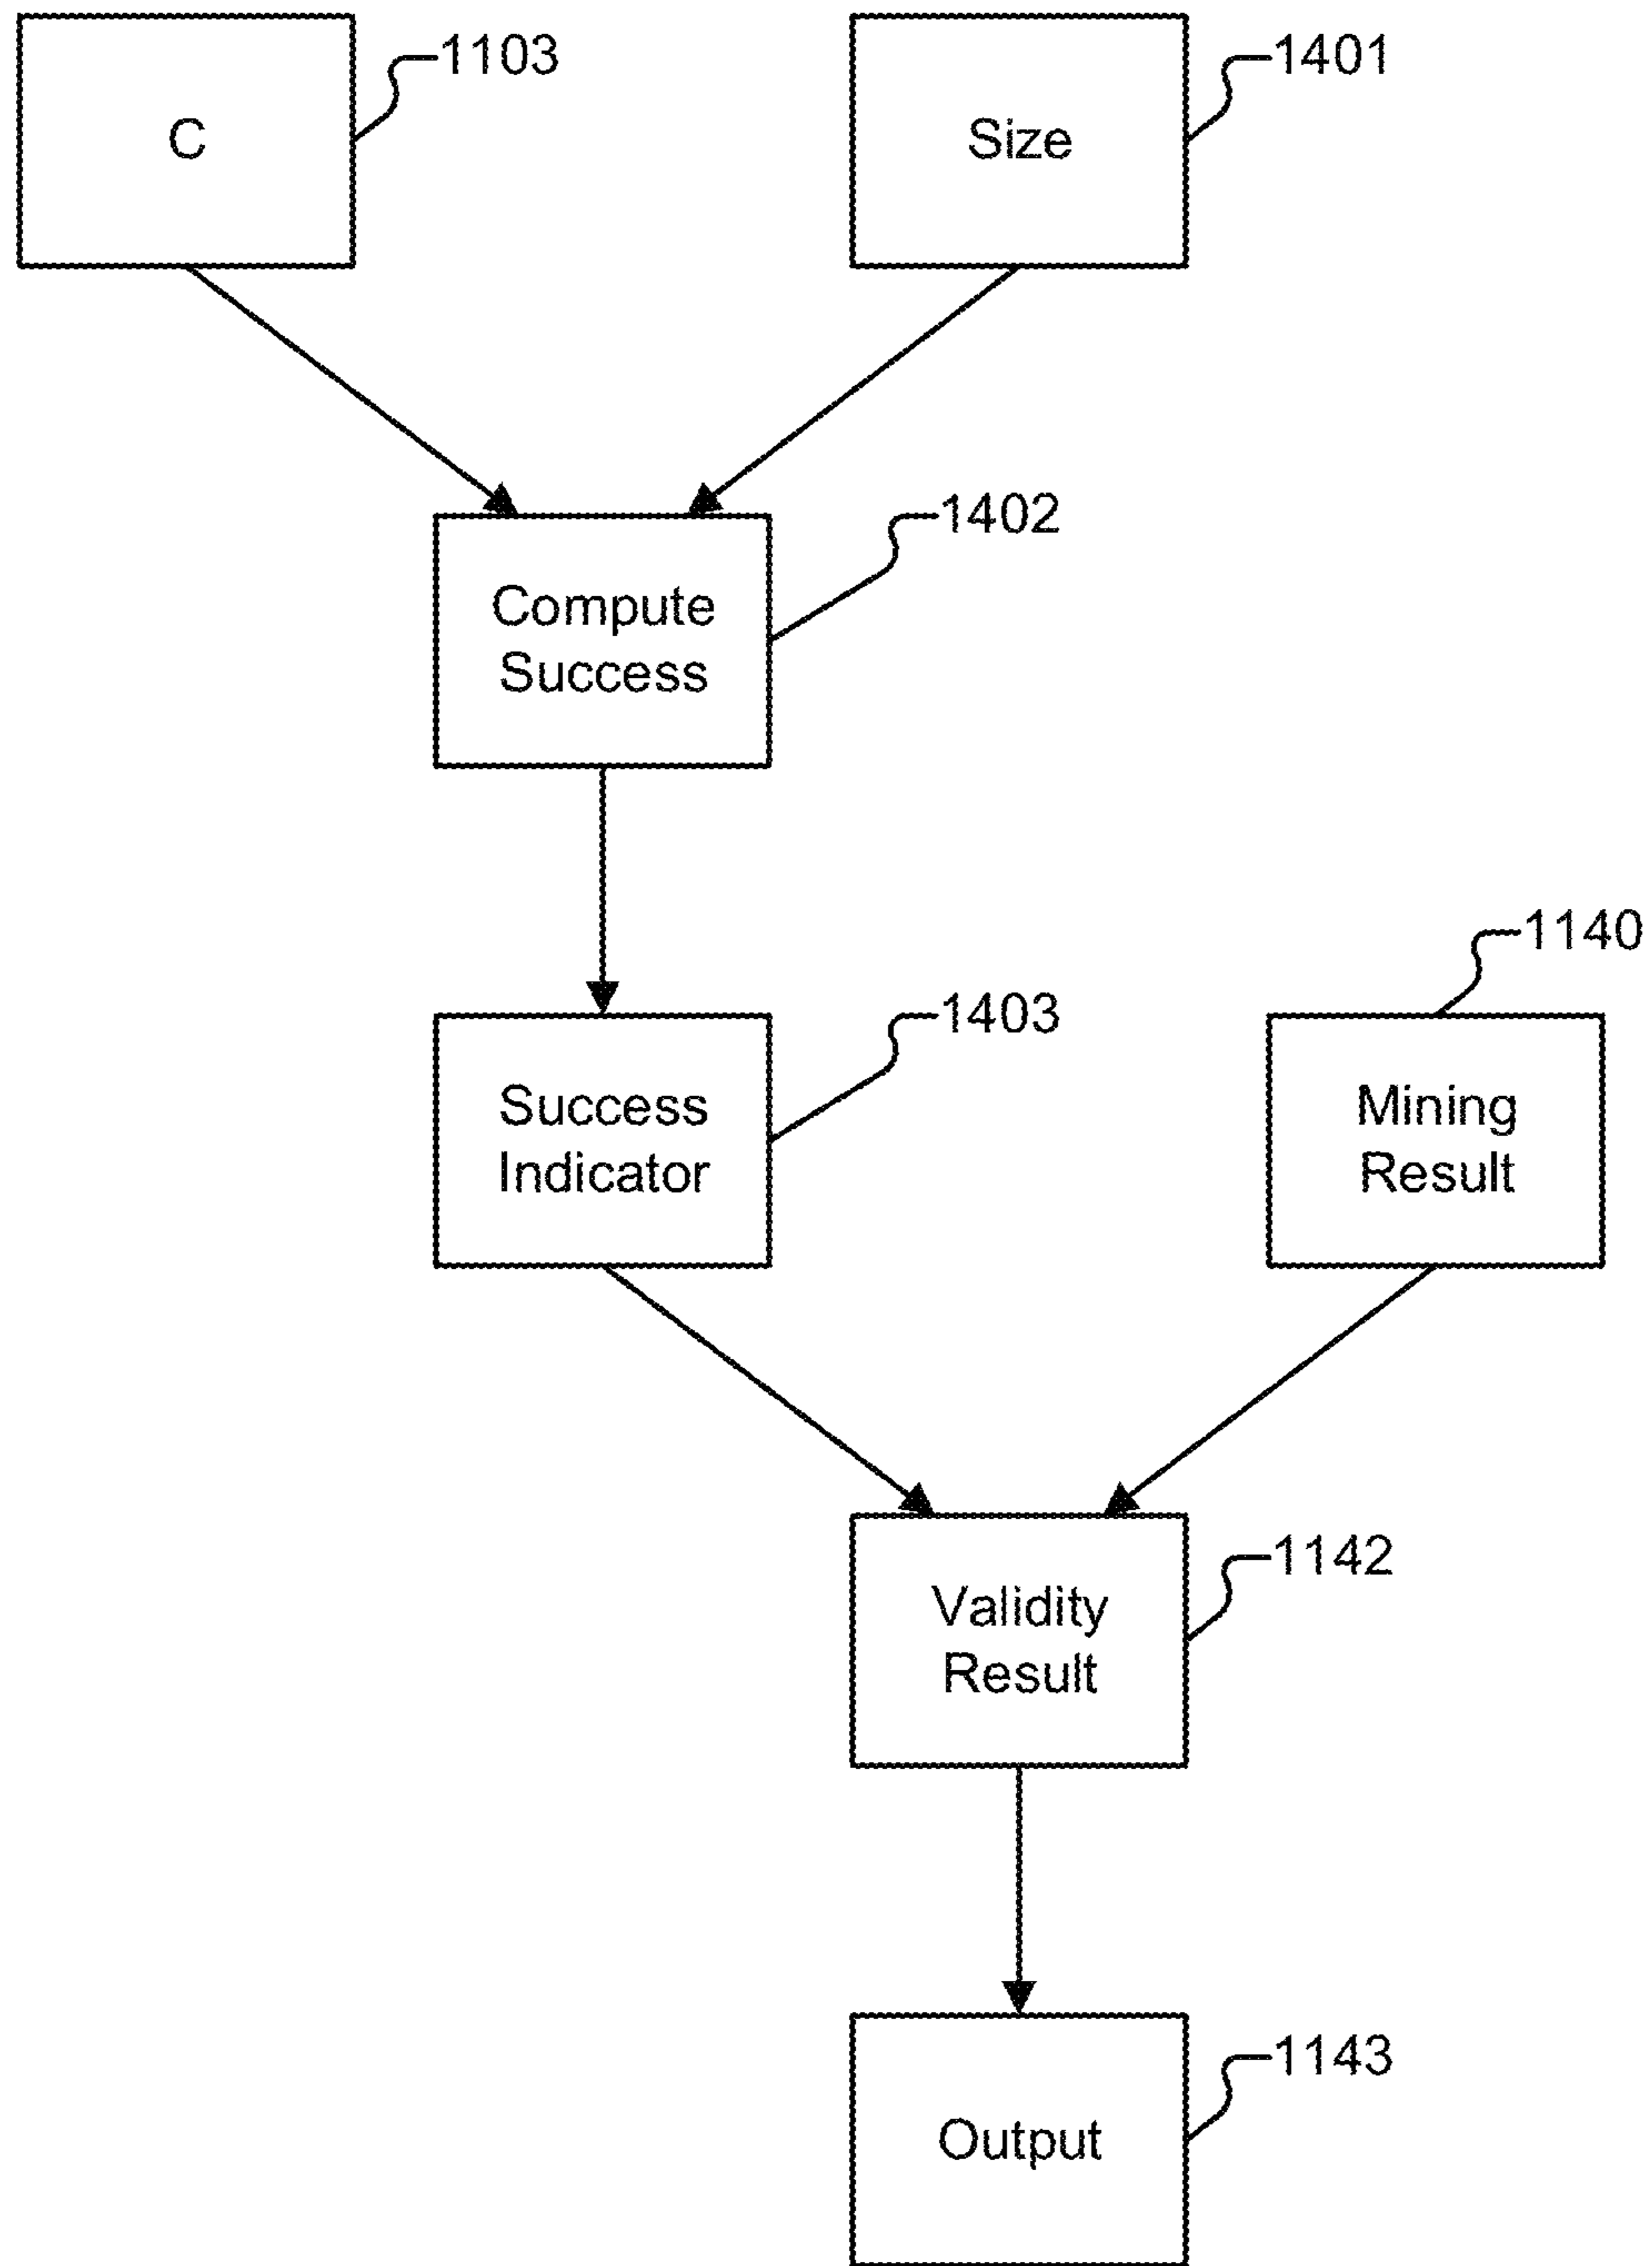 1103
1401
C
Size
1402
Compute
Success
1140
1403
Success
Indicator
Mining
Result
1142
Validity
Result
1143
Output